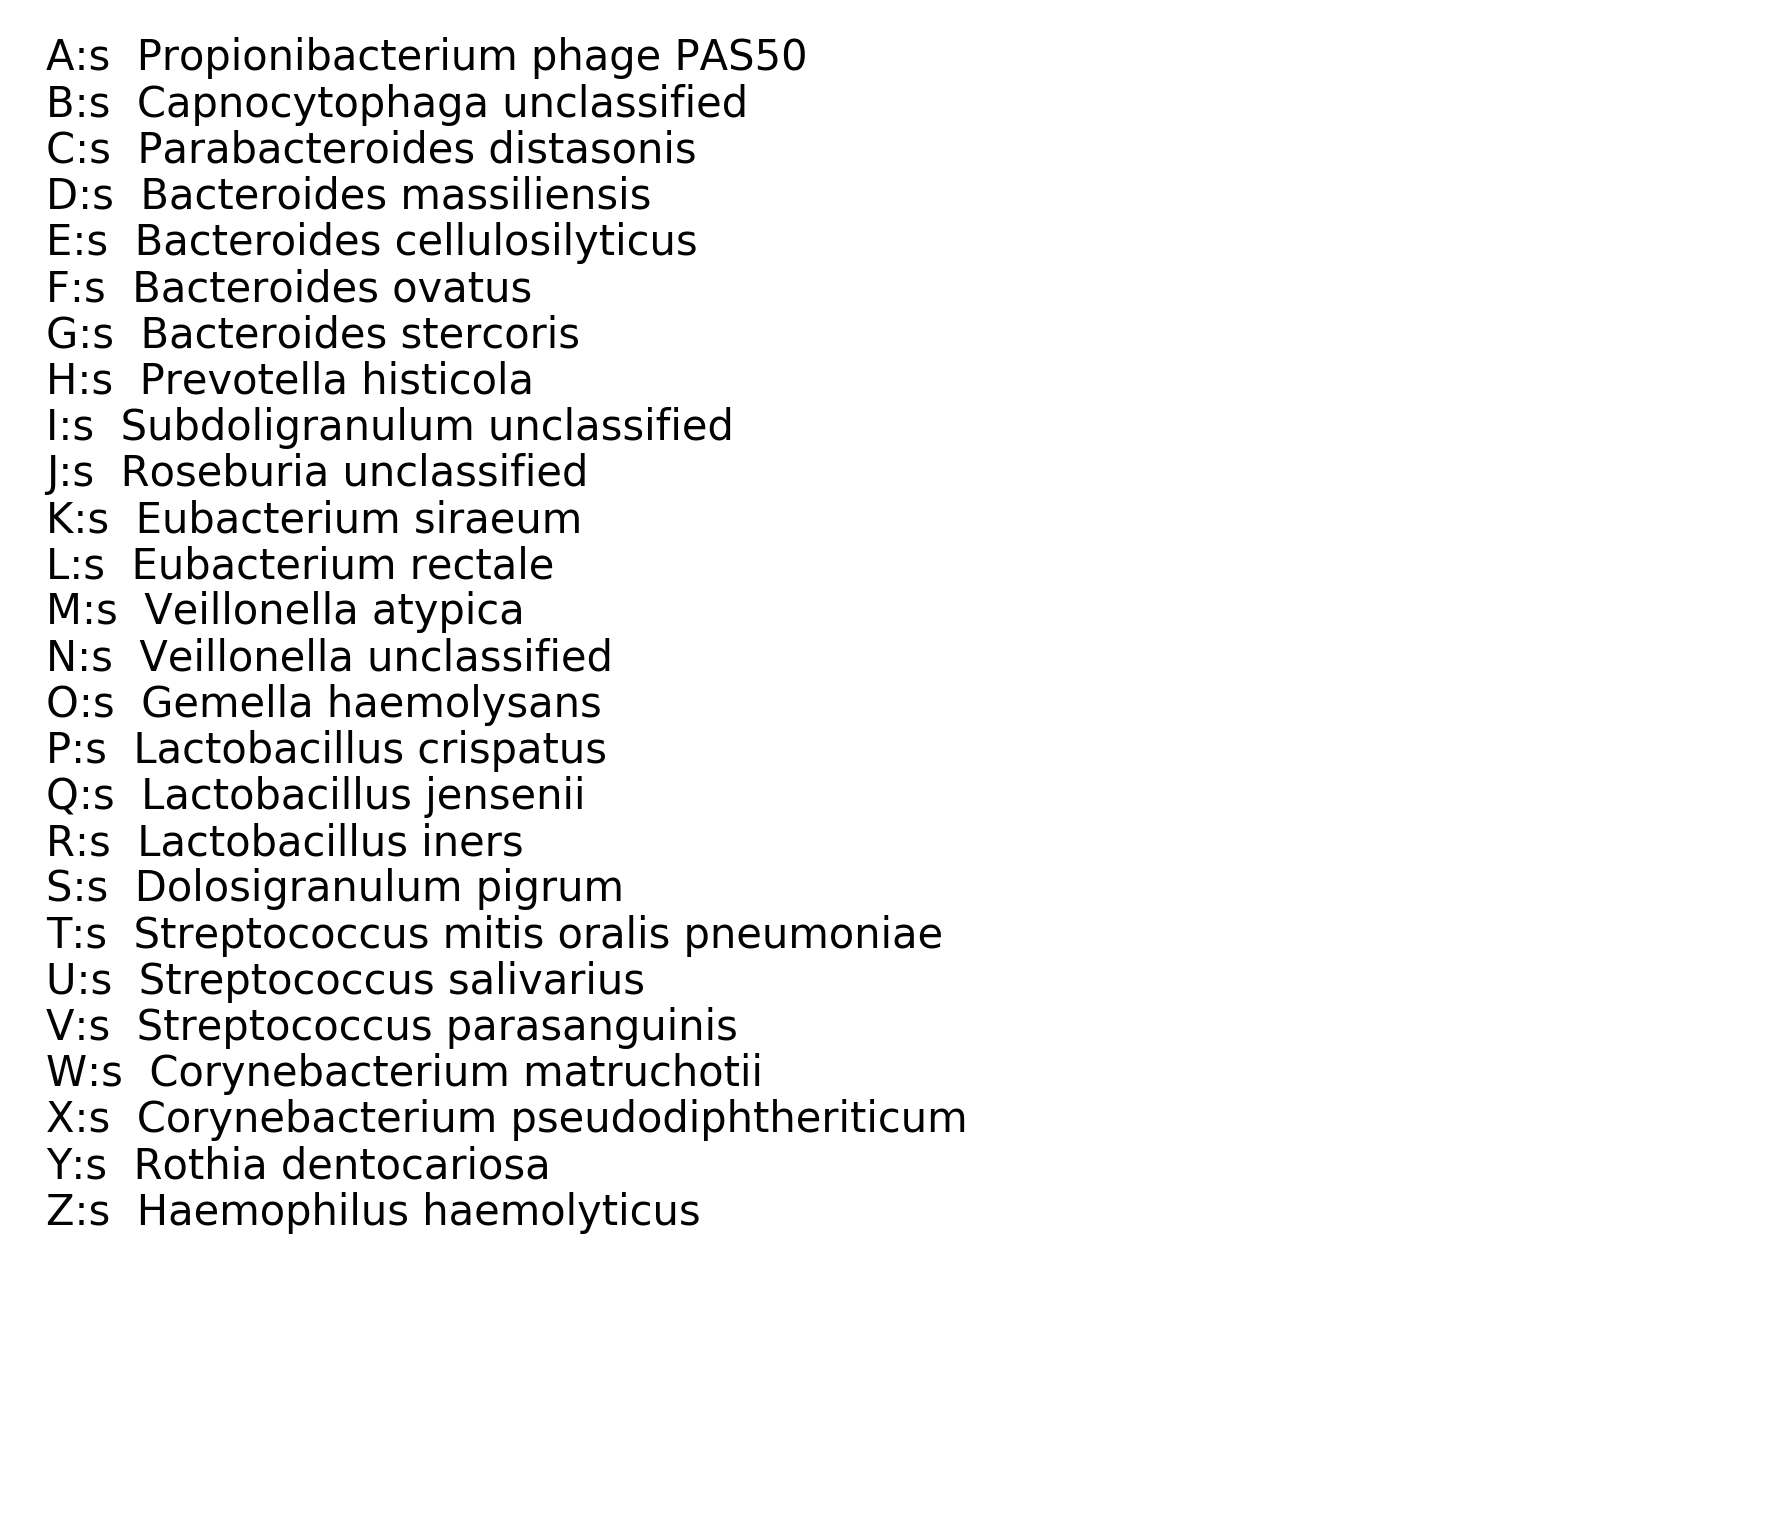 A:s  Propionibacterium phage PAS50
B:s  Capnocytophaga unclassified
C:s  Parabacteroides distasonis
D:s  Bacteroides massiliensis
E:s  Bacteroides cellulosilyticus
F:s  Bacteroides ovatus
G:s  Bacteroides stercoris
H:s  Prevotella histicola
I:s  Subdoligranulum unclassified
J:s  Roseburia unclassified
K:s  Eubacterium siraeum
L:s  Eubacterium rectale
M:s  Veillonella atypica
N:s  Veillonella unclassified
O:s  Gemella haemolysans
P:s  Lactobacillus crispatus
Q:s  Lactobacillus jensenii
R:s  Lactobacillus iners
S:s  Dolosigranulum pigrum
T:s  Streptococcus mitis oralis pneumoniae
U:s  Streptococcus salivarius
V:s  Streptococcus parasanguinis
W:s  Corynebacterium matruchotii
X:s  Corynebacterium pseudodiphtheriticum
Y:s  Rothia dentocariosa
Z:s  Haemophilus haemolyticus